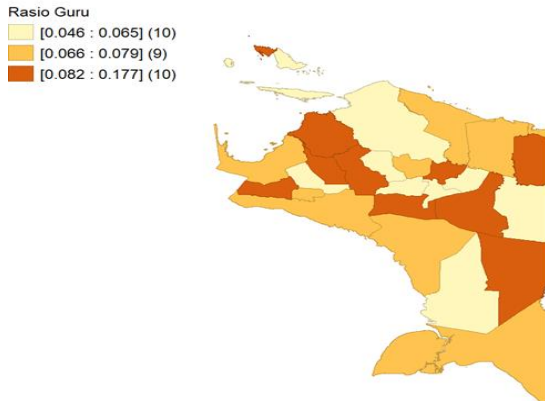 Rasio Guru
[0.046 : 0.065] (10)
[0.066 : 0.079] (9)
[0.082 : 0.177] (10)